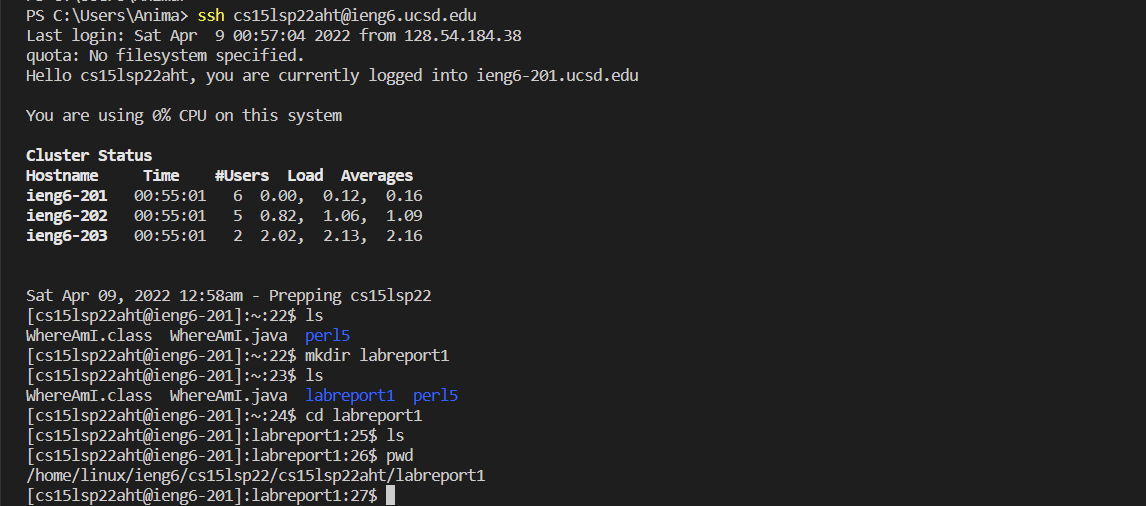 PS C:\Users\Anima> ssh cs15lsp22aht@ieng6.ucsd.edu
Last login: Sat Apr  9 00:57:04 2022 from 128.54.184.38
quota: No filesystem specified.
Hello cs15lsp22aht, you are currently logged into ieng6-201.ucsd.edu
You are using 0% CPU on this system
Cluster Status
Hostname     Time    #Users  Load  Averages
ieng6-201   00:55:01   6  0.00,  0.12,  0.16
ieng6-202   00:55:01   5  0.82,  1.06,  1.09
ieng6-203   00:55:01   2  2.02,  2.13,  2.16
Sat Apr 09, 2022 12:58am - Prepping cs15lsp22
[cs15lsp22aht@ieng6-201]:~:22$ ls
WhereAmI.class  WhereAmI.java  perl5
[cs15lsp22aht@ieng6-201]:~:22$ mkdir labreport1
[cs15lsp22aht@ieng6-201]:~:23$ ls
WhereAmI.class  WhereAmI.java  labreport1  perl5
[cs15lsp22aht@ieng6-201]:~:24$ cd labreport1
[cs15lsp22aht@ieng6-201]:labreport1:25$ ls
[cs15lsp22aht@ieng6-201]:labreport1:26$ pwd
/home/linux/ieng6/cs15lsp22/cs15lsp22aht/labreport1
[cs15lsp22aht@ieng6-201]:labreport1:27$